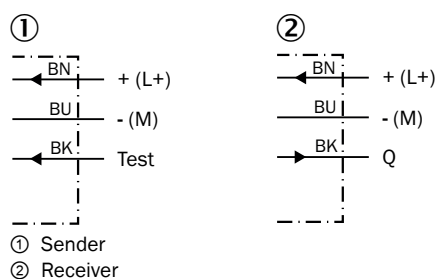 ① ②
BN + (L+) BN + (L+)
BU - (M) BU - (M)
BK Test BK Q
① Sender
② Receiver